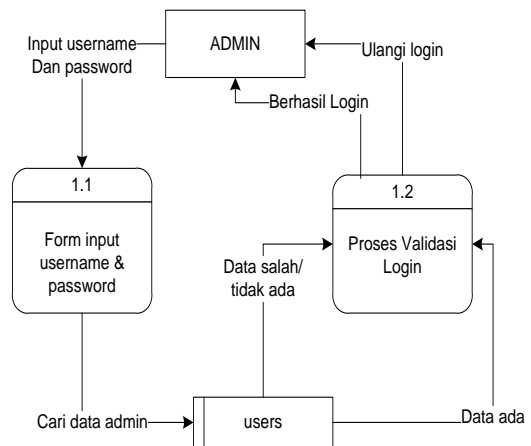 Input username
Dan password
ADMIN
Ulangi login
Berhasil Login
1.1
Form input
username &
password
1.2
Proses Validasi
Login
Data salah/
tidak ada
Cari data admin
users
Data ada